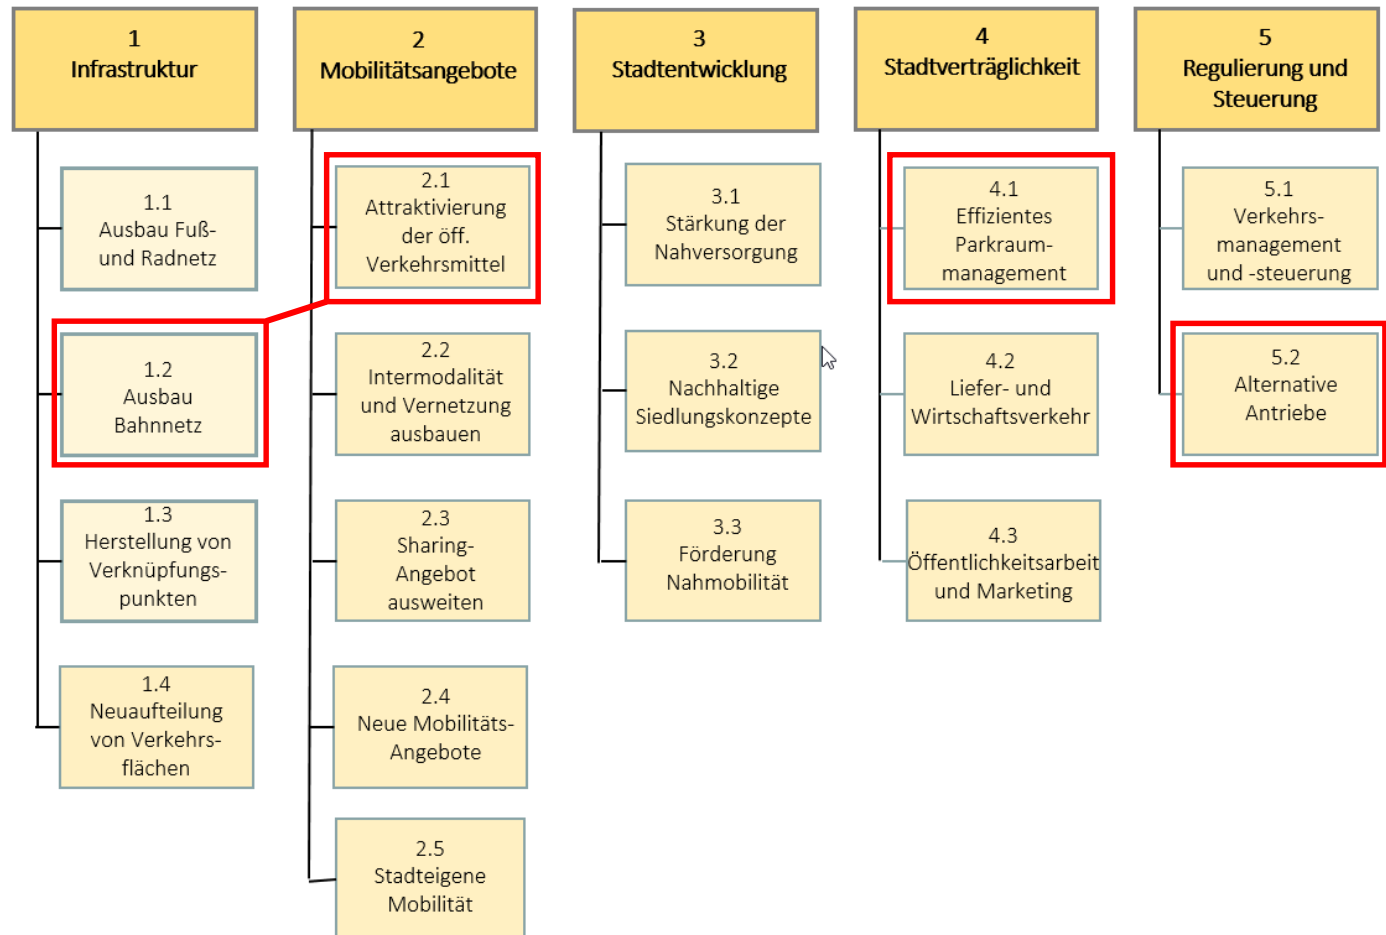 1
Infrastruktur
1.1
Ausbau Fuß-
und Radnetz
1.2
Ausbau
Bahnnetz
1.3
Herstellung von
Verknüpfungs-
punkten
1.4
Neuaufteilung
von Verkehrs-
flächen
2
Mobilitätsangebote
2.1
Attraktivierung
der öff.
Verkehrsmittel
2.2
Intermodalität
und Vernetzung
ausbauen
2.3
Sharing-
Angebot
ausweiten
2.4
Neue Mobilitäts-
Angebote
2.5
Stadteigene
Mobilität
3
Stadtentwicklung
3.1
Stärkung der
Nahversorgung
3.2
Nachhaltige
Siedlungskonzepte
3.3
Förderung
Nahmobilität
4
Stadtverträglichkeit
4.1
Effizientes
Parkraum-
management
4.2
Liefer- und
Wirtschaftsverkehr
4.3
Öffentlichkeitsarbeit
und Marketing
5
Regulierung und
Steuerung
5.1
Verkehrs-
management
und -steuerung
5.2
Alternative
Antriebe